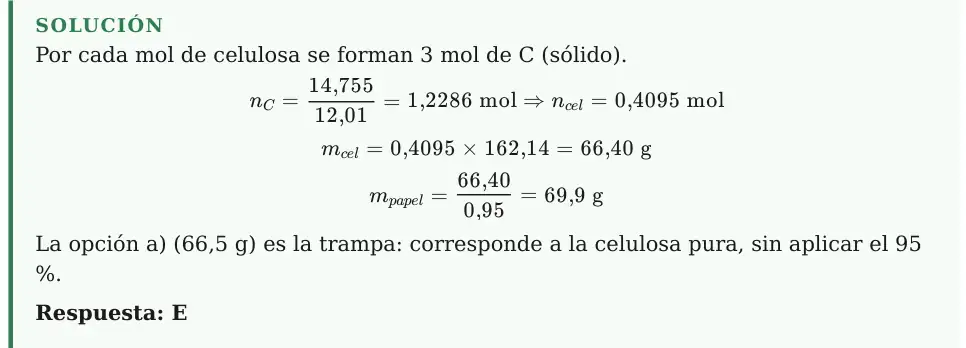 SOLUCIÓN
Por cada mol de celulosa se forman 3 mol de C (sólido).
n_C = 14,755 / 12,01 = 1,2286 mol ⇒ n_cel = 0,4095 mol
m_cel = 0,4095 × 162,14 = 66,40 g
m_papel = 66,40 / 0,95 = 69,9 g
La opción a) (66,5 g) es la trampa: corresponde a la celulosa pura, sin aplicar el 95
%.
Respuesta: E